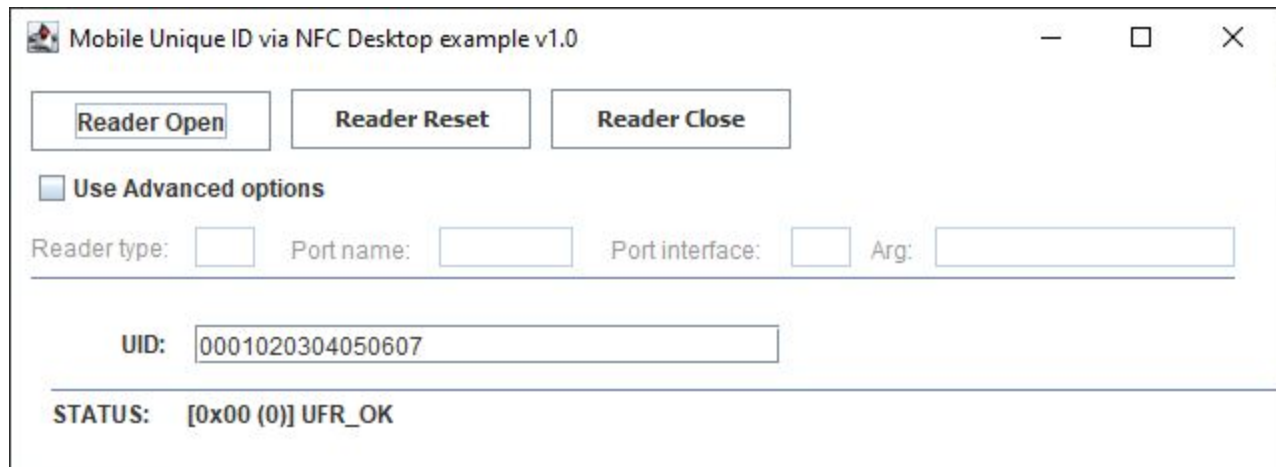 Mobile Unique ID via NFC Desktop example v1.0
Reader Open Reader Reset Reader Close
Use Advanced options
Reader type: Port name: Port interface: Arg:
UID: 0001020304050607
STATUS: [0x00 (0)] UFR_OK